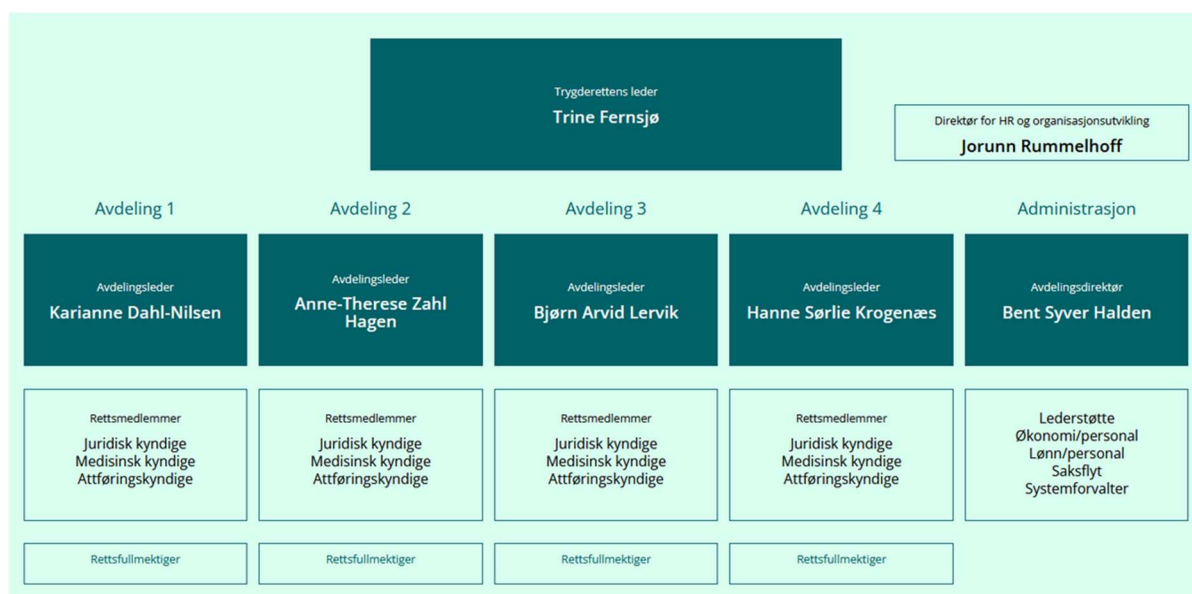 Trygderettens leder
Trine Fernsjø
Direktør for HR og organisasjonsutvikling
Jorunn Rummelhoff
Avdeling 1
Avdelingsleder
Karianne Dahl-Nilsen
Rettsmedlemmer
Juridisk kyndige
Medisinsk kyndige
Attføringskyndige
Rettsfullmektiger
Avdeling 2
Avdelingsleder
Anne-Therese Zahl
Hagen
Rettsmedlemmer
Juridisk kyndige
Medisinsk kyndige
Attføringskyndige
Rettsfullmektiger
Avdeling 3
Avdelingsleder
Bjørn Arvid Lervik
Rettsmedlemmer
Juridisk kyndige
Medisinsk kyndige
Attføringskyndige
Rettsfullmektiger
Avdeling 4
Avdelingsleder
Hanne Sørlie Krogenæs
Rettsmedlemmer
Juridisk kyndige
Medisinsk kyndige
Attføringskyndige
Rettsfullmektiger
Administrasjon
Avdelingsdirektør
Bent Syver Halden
Lederstøtte
Økonomi/personal
Lønn/personal
Saksflyt
Systemforvalter